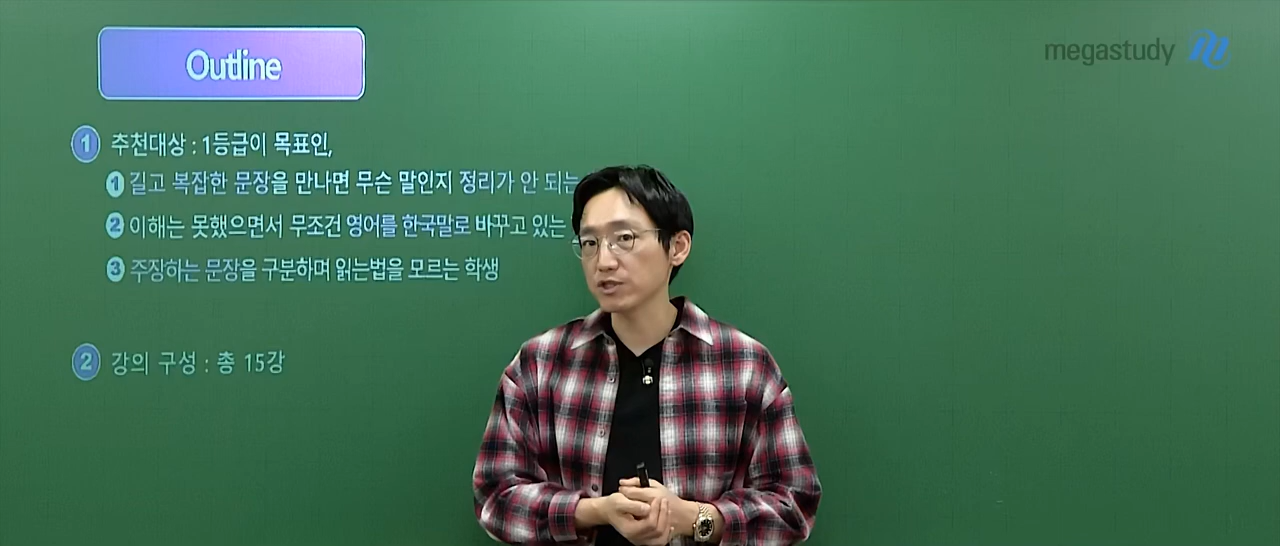 Outline
megastudy
1 추천대상 : 1등급이 목표인,
1 길고 복잡한 문장을 만나면 무슨 말인지 정리가 안 되는
2 이해는 못했으면서 무조건 영어를 한국말로 바꾸고 있는
3 주장하는 문장을 구분하며 읽는법을 모르는 학생
2 강의 구성 : 총 15강